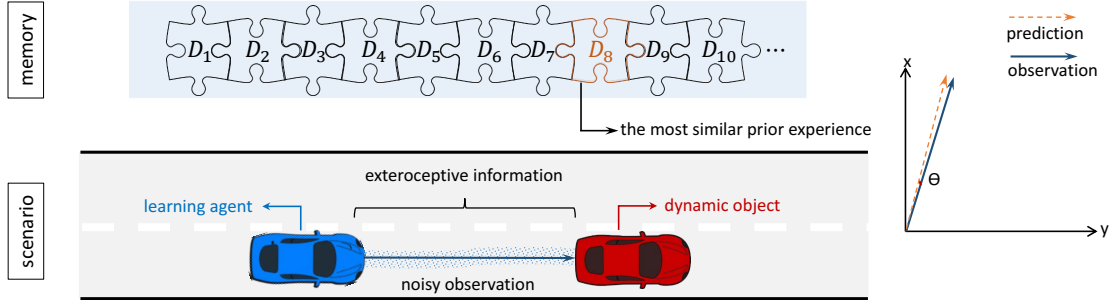 memory
D1 D2 D3 D4 D5 D6 D7 D8 D9 D10 ...
the most similar prior experience
prediction
observation
x
θ
y
scenario
exteroceptive information
learning agent
dynamic object
noisy observation